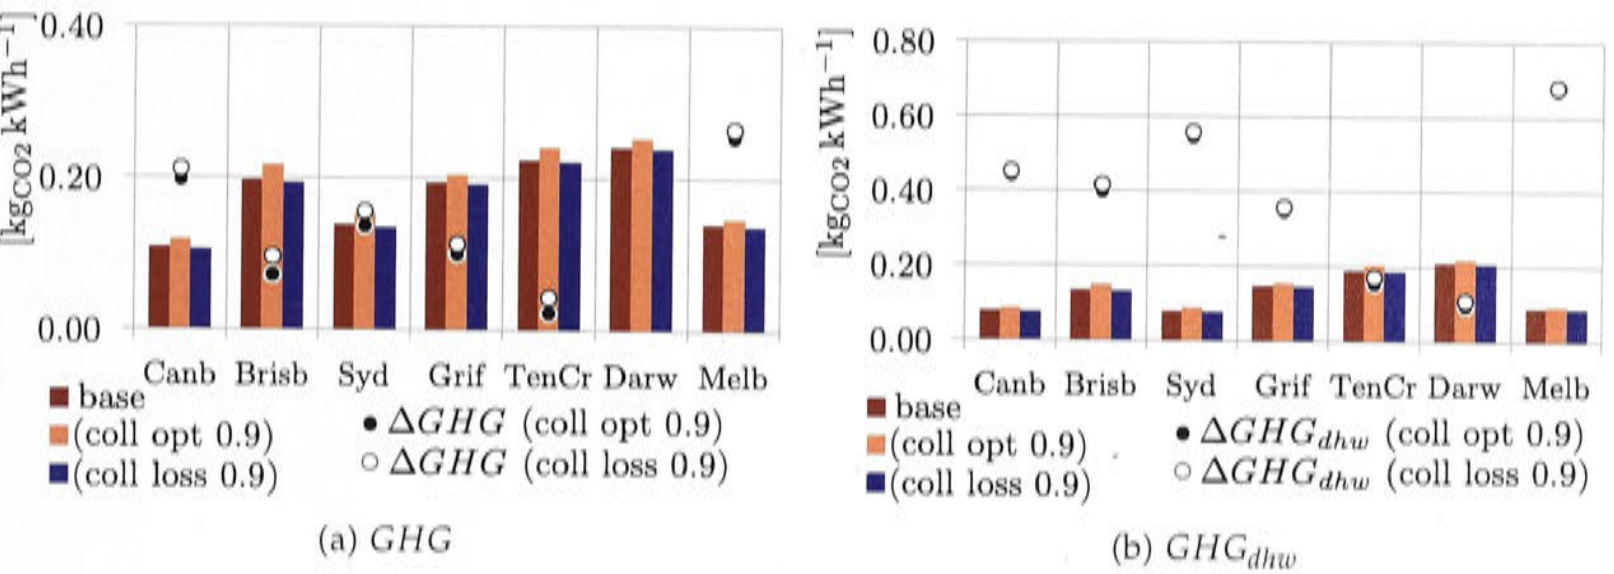 [kgCO2 kWh−1]
0.40
0.20
0.00
Canb Brisb Syd Grif TenCr Darw Melb
base
(coll opt 0.9)
(coll loss 0.9)
ΔGHG (coll opt 0.9)
ΔGHG (coll loss 0.9)
(a) GHG
[kgCO2 kWh−1]
0.80
0.60
0.40
0.20
0.00
Canb Brisb Syd Grif TenCr Darw Melb
base
(coll opt 0.9)
(coll loss 0.9)
ΔGHGdhw (coll opt 0.9)
ΔGHGdhw (coll loss 0.9)
(b) GHGdhw